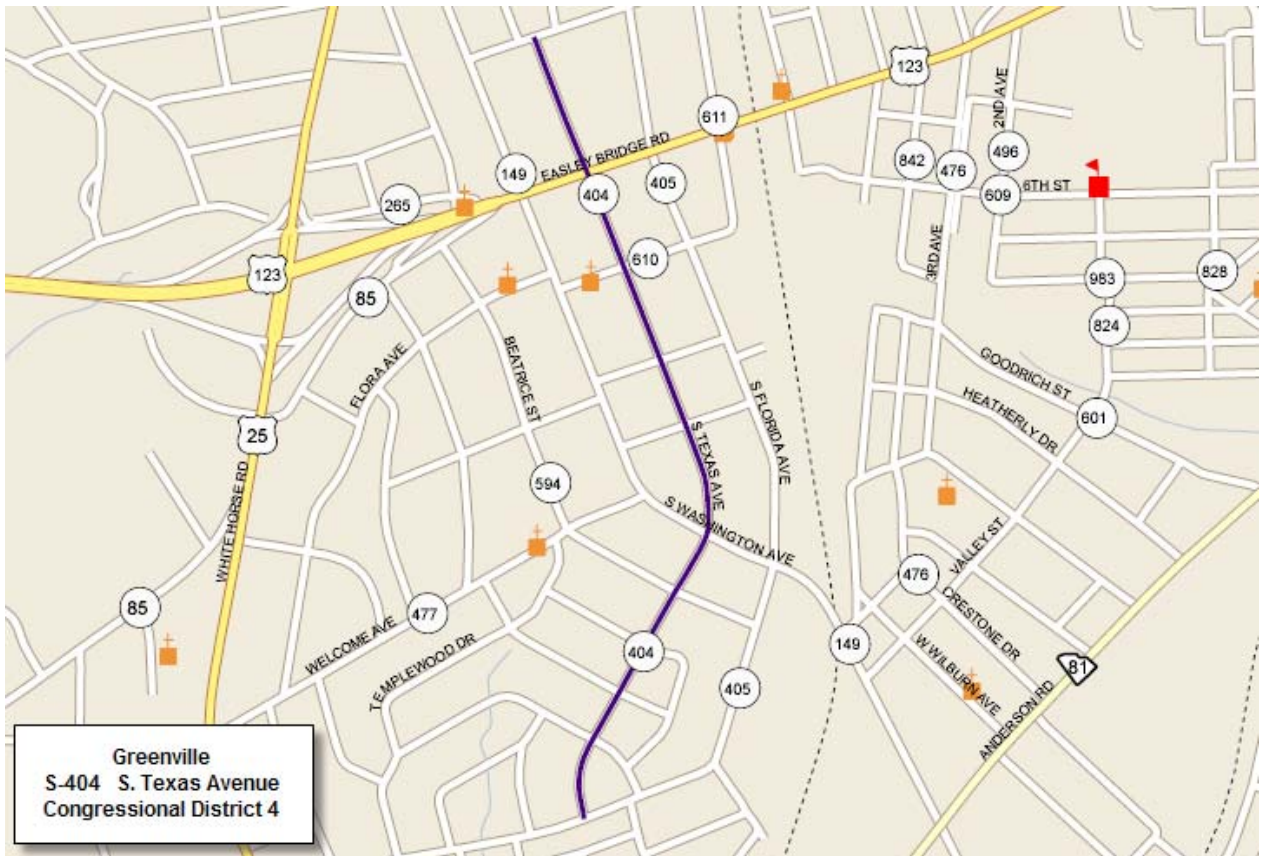 123
611
2ND AVE
EASLEY BRIDGE RD
149
842
476
496
265
404
405
609
6TH ST
610
3RD AVE
123
85
983
828
824
FLORA AVE
BEATRICE ST
GOODRICH ST
S FLORIDA AVE
HEATHERLY DR
601
25
S TEXAS AVE
594
WHITE HORSE RD
S WASHINGTON AVE
VALLEY ST
476
85
477
CRESTONE DR
WELCOME AVE
404
149
W WILBURN AVE
TEMPLEWOOD DR
405
81
ANDERSON RD
Greenville
S-404 S. Texas Avenue
Congressional District 4